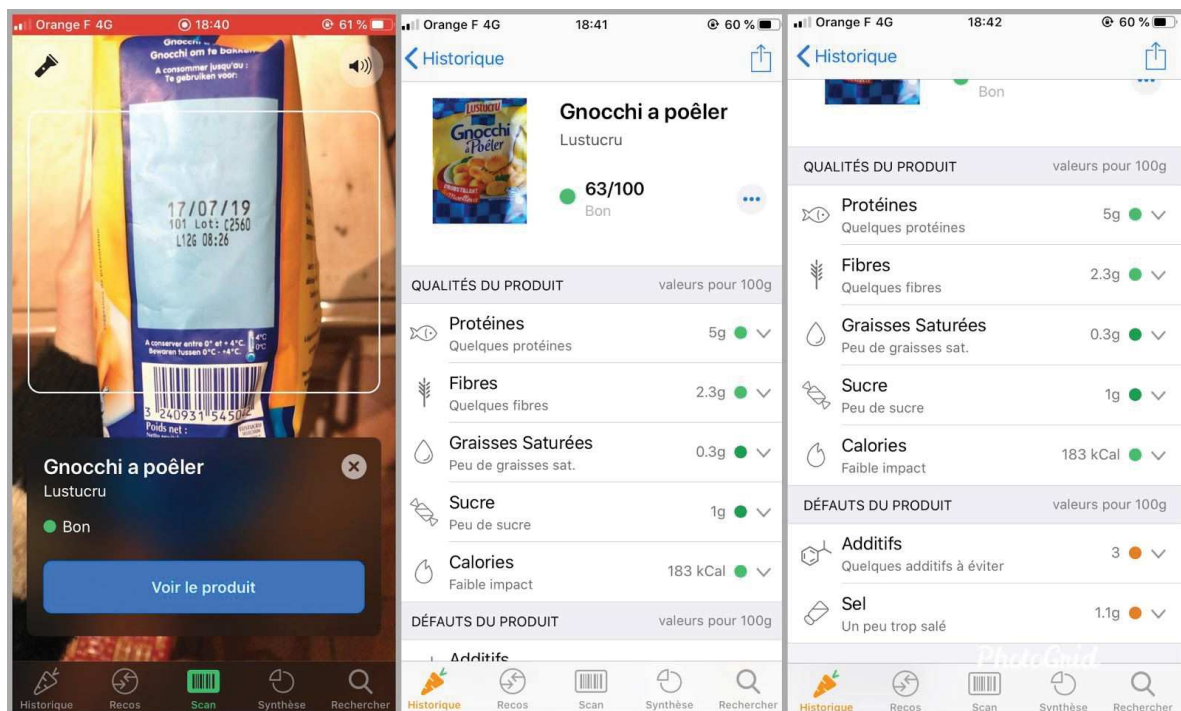 Orange F 4G 18:40 61 %
Gnocchi om te bakken
A consommer jusqu'au :
Te gebruiken voor:
17/07/19
101 Lot: C2560
L126 08:26
A conserver entre 0° et + 4°C.
Bewaren tussen 0°C - +4°C.
4°C
0°C
3 240931 54502
Poids net :
Gnocchi a poêler
Lustucru
Bon
Voir le produit
Historique Recos Scan Synthèse Rechercher
Orange F 4G 18:41 60 %
Historique
Lustucru
Gnocchi
à Poêler
Gnocchi a poêler
Lustucru
63/100
Bon
QUALITÉS DU PRODUIT valeurs pour 100g
Protéines
Quelques protéines
5g
Fibres
Quelques fibres
2.3g
Graisses Saturées
Peu de graisses sat.
0.3g
Sucre
Peu de sucre
1g
Calories
Faible impact
183 kCal
DÉFAUTS DU PRODUIT valeurs pour 100g
Additifs
Historique Recos Scan Synthèse Rechercher
Orange F 4G 18:42 60 %
Historique
Bon
QUALITÉS DU PRODUIT valeurs pour 100g
Protéines
Quelques protéines
5g
Fibres
Quelques fibres
2.3g
Graisses Saturées
Peu de graisses sat.
0.3g
Sucre
Peu de sucre
1g
Calories
Faible impact
183 kCal
DÉFAUTS DU PRODUIT valeurs pour 100g
Additifs
Quelques additifs à éviter
3
Sel
Un peu trop salé
1.1g
PhotoGrid
Historique Recos Scan Synthèse Rechercher